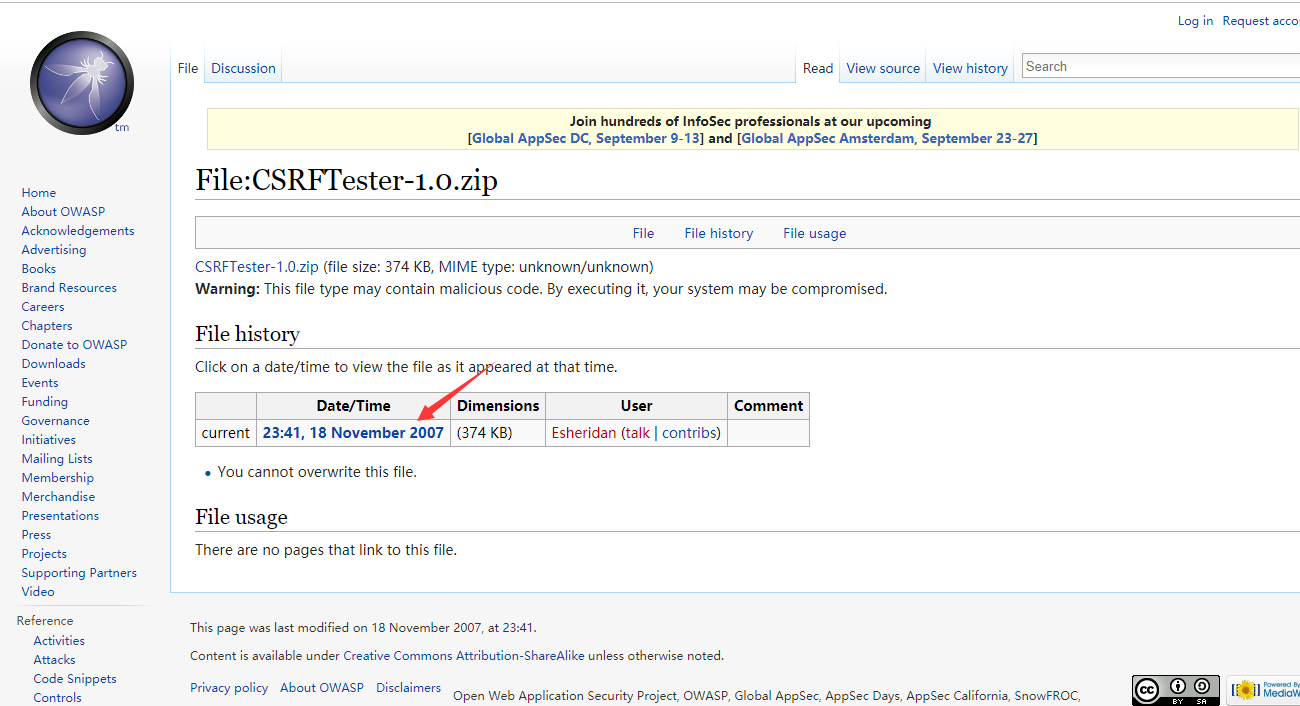 Log in Request acco
File Discussion Read View source View history Search
tm
Join hundreds of InfoSec professionals at our upcoming
[Global AppSec DC, September 9-13] and [Global AppSec Amsterdam, September 23-27]
File:CSRFTester-1.0.zip
File File history File usage
CSRFTester-1.0.zip (file size: 374 KB, MIME type: unknown/unknown)
Warning: This file type may contain malicious code. By executing it, your system may be compromised.
File history
Click on a date/time to view the file as it appeared at that time.
Date/Time Dimensions User Comment
current 23:41, 18 November 2007 (374 KB) Esheridan (talk | contribs)
• You cannot overwrite this file.
File usage
There are no pages that link to this file.
Home
About OWASP
Acknowledgements
Advertising
Books
Brand Resources
Careers
Chapters
Donate to OWASP
Downloads
Events
Funding
Governance
Initiatives
Mailing Lists
Membership
Merchandise
Presentations
Press
Projects
Supporting Partners
Video
Reference
Activities
Attacks
Code Snippets
Controls
This page was last modified on 18 November 2007, at 23:41.
Content is available under Creative Commons Attribution-ShareAlike unless otherwise noted.
Privacy policy About OWASP Disclaimers Open Web Application Security Project, OWASP, Global AppSec, AppSec Days, AppSec California, SnowFROC,
cc BY SA
Powered By
MediaW